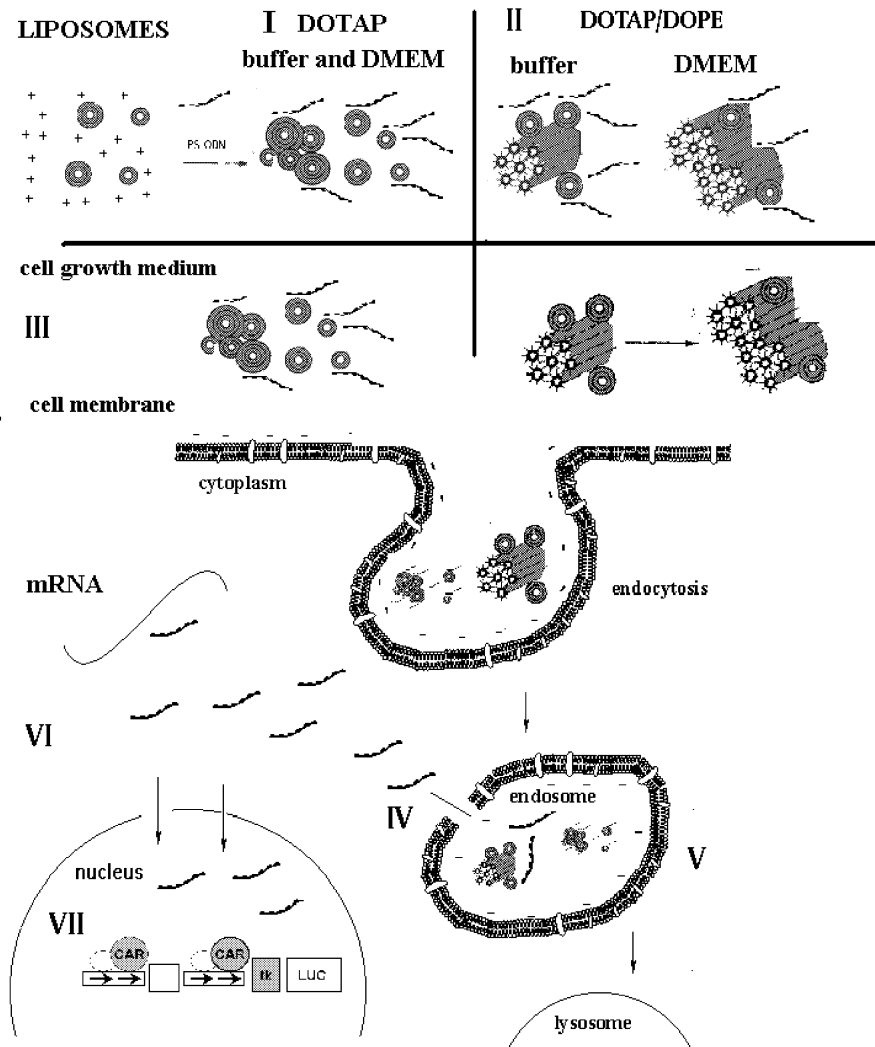 LIPOSOMES
I DOTAP
buffer and DMEM
II DOTAP/DOPE
buffer DMEM
PS ODN
cell growth medium
III
cell membrane
cytoplasm
mRNA
endocytosis
VI
endosome
IV
V
nucleus
VII
CAR CAR
tk LUC
lysosome